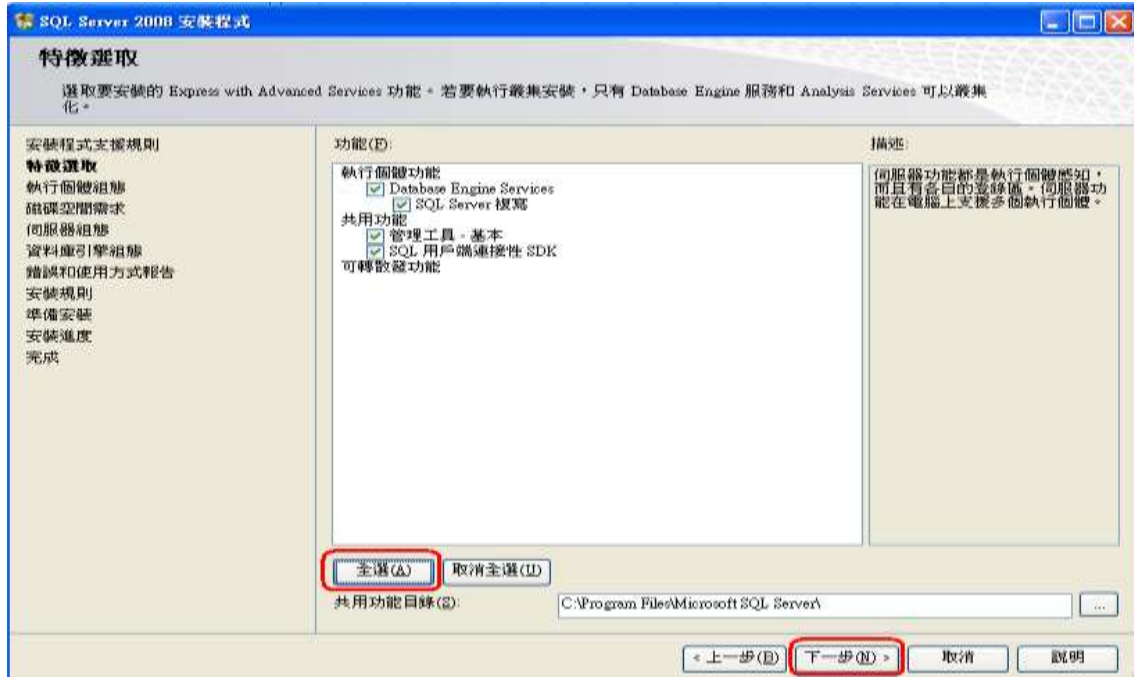 SQL Server 2008 安裝程式
特徵選取
選取要安裝的 Express with Advanced Services 功能。若要執行叢集安裝，只有 Database Engine 服務和 Analysis Services 可以叢集
化。
安裝程式支援規則
特徵選取
執行個體組態
磁碟空間需求
伺服器組態
資料庫引擎組態
錯誤和使用方式報告
安裝規則
準備安裝
安裝進度
完成
功能(F):
執行個體功能
Database Engine Services
SQL Server 複寫
共用功能
管理工具 - 基本
SQL 用戶端連接性 SDK
可轉散發功能
描述:
伺服器功能都是執行個體感知，
而且有各自的登錄區。伺服器功
能在電腦上支援多個執行個體。
全選(A)
取消全選(U)
共用功能目錄(S):
C:\Program Files\Microsoft SQL Server\
...
< 上一步(B)
下一步(N) >
取消
說明